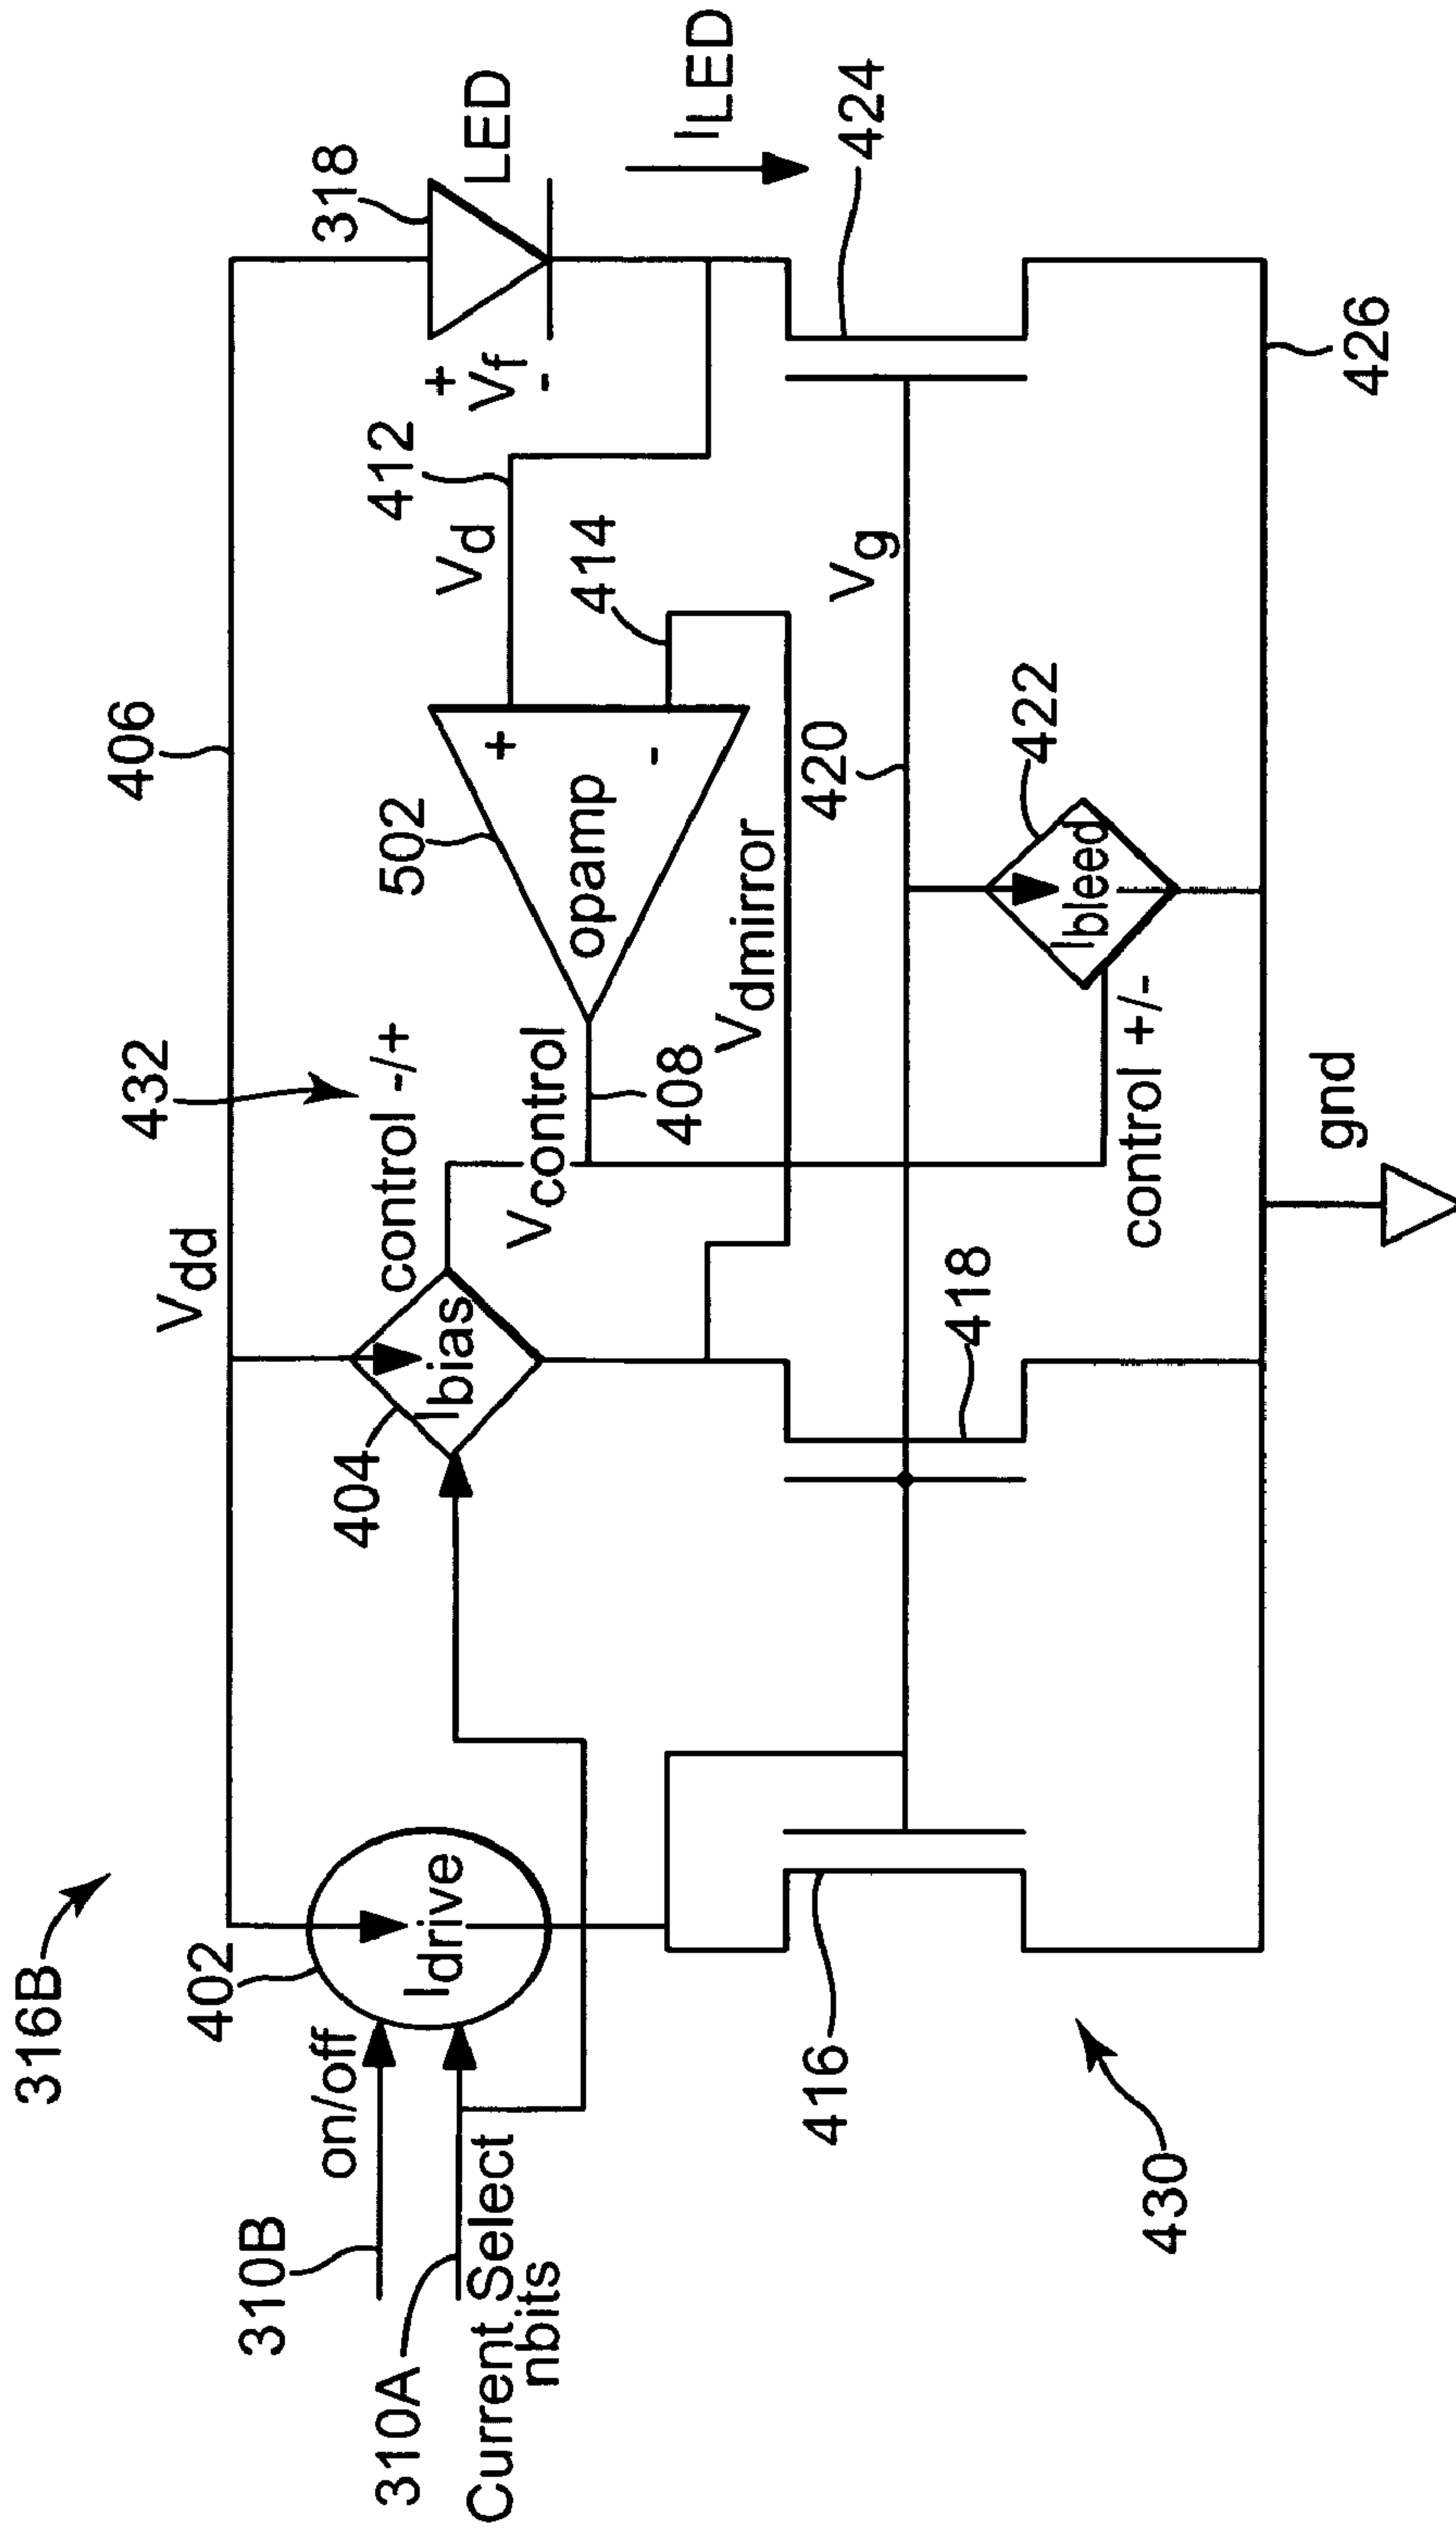 316B
432
406
Vdd
318
LED
ILED
402
on/off
310B
310A
Current Select
nbits
Idrive
404
Ibias
control -/+
Vcontrol
408
502
opamp
+
-
Vd
412
+
Vf
-
414
Vdmirror
420
Vg
424
416
418
422
Ibleed
control +/-
426
430
gnd